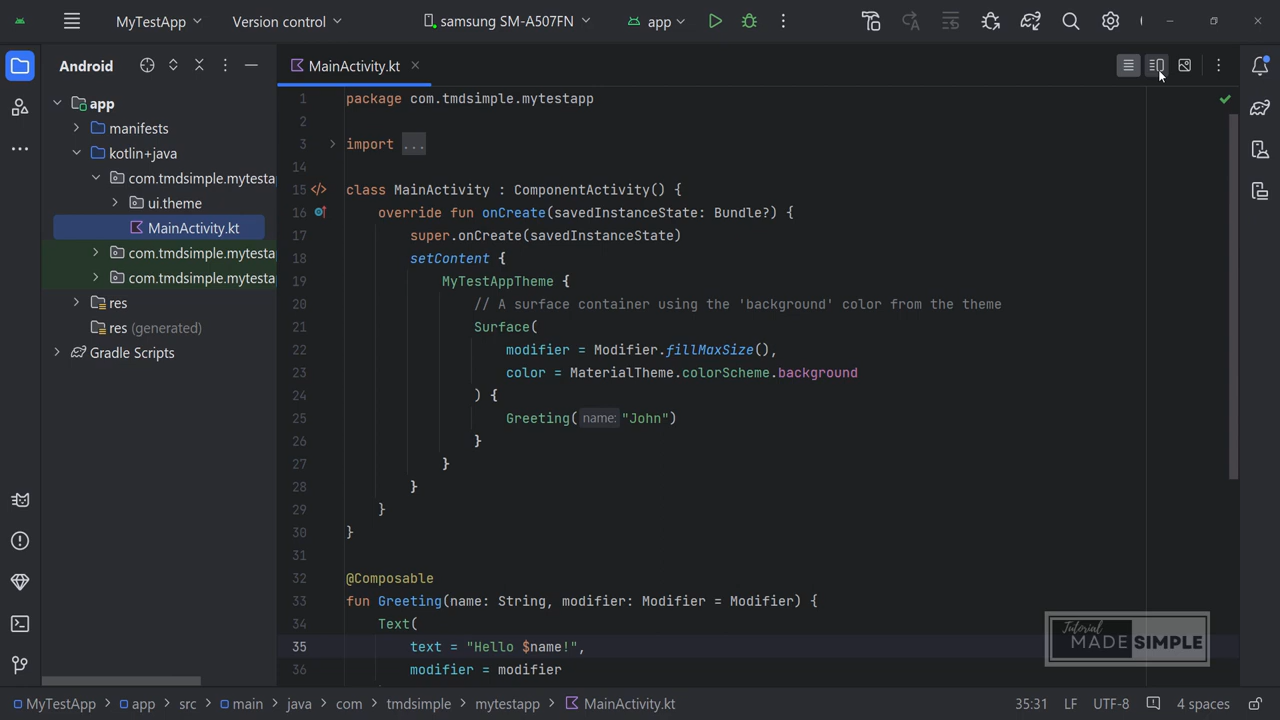 MyTestApp Version control samsung SM-A507FN app
Android
MainActivity.kt
app
manifests
kotlin+java
com.tmdsimple.mytesta
ui.theme
MainActivity.kt
com.tmdsimple.mytesta
com.tmdsimple.mytesta
res
res (generated)
Gradle Scripts
1 package com.tmdsimple.mytestapp
2
3 import ...
14
15 class MainActivity : ComponentActivity() {
16 override fun onCreate(savedInstanceState: Bundle?) {
17 super.onCreate(savedInstanceState)
18 setContent {
19 MyTestAppTheme {
20 // A surface container using the 'background' color from the theme
21 Surface(
22 modifier = Modifier.fillMaxSize(),
23 color = MaterialTheme.colorScheme.background
24 ) {
25 Greeting( name: "John")
26 }
27 }
28 }
29 }
30 }
31
32 @Composable
33 fun Greeting(name: String, modifier: Modifier = Modifier) {
34 Text(
35 text = "Hello $name!",
36 modifier = modifier
Tutorial
MADE SIMPLE
MyTestApp app src main java com tmdsimple mytestapp MainActivity.kt 35:31 LF UTF-8 4 spaces